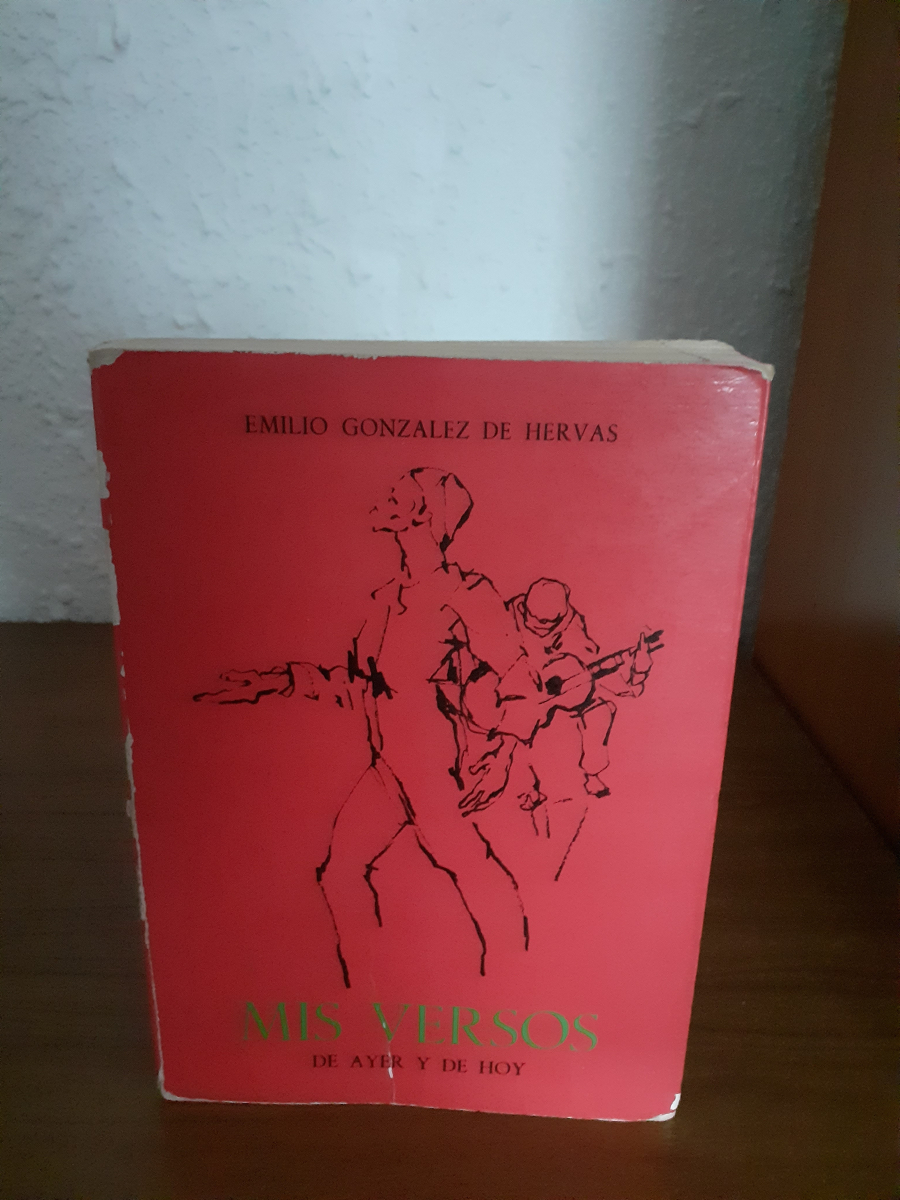 EMILIO GONZALEZ DE HERVAS
MIS VERSOS
DE AYER Y DE HOY